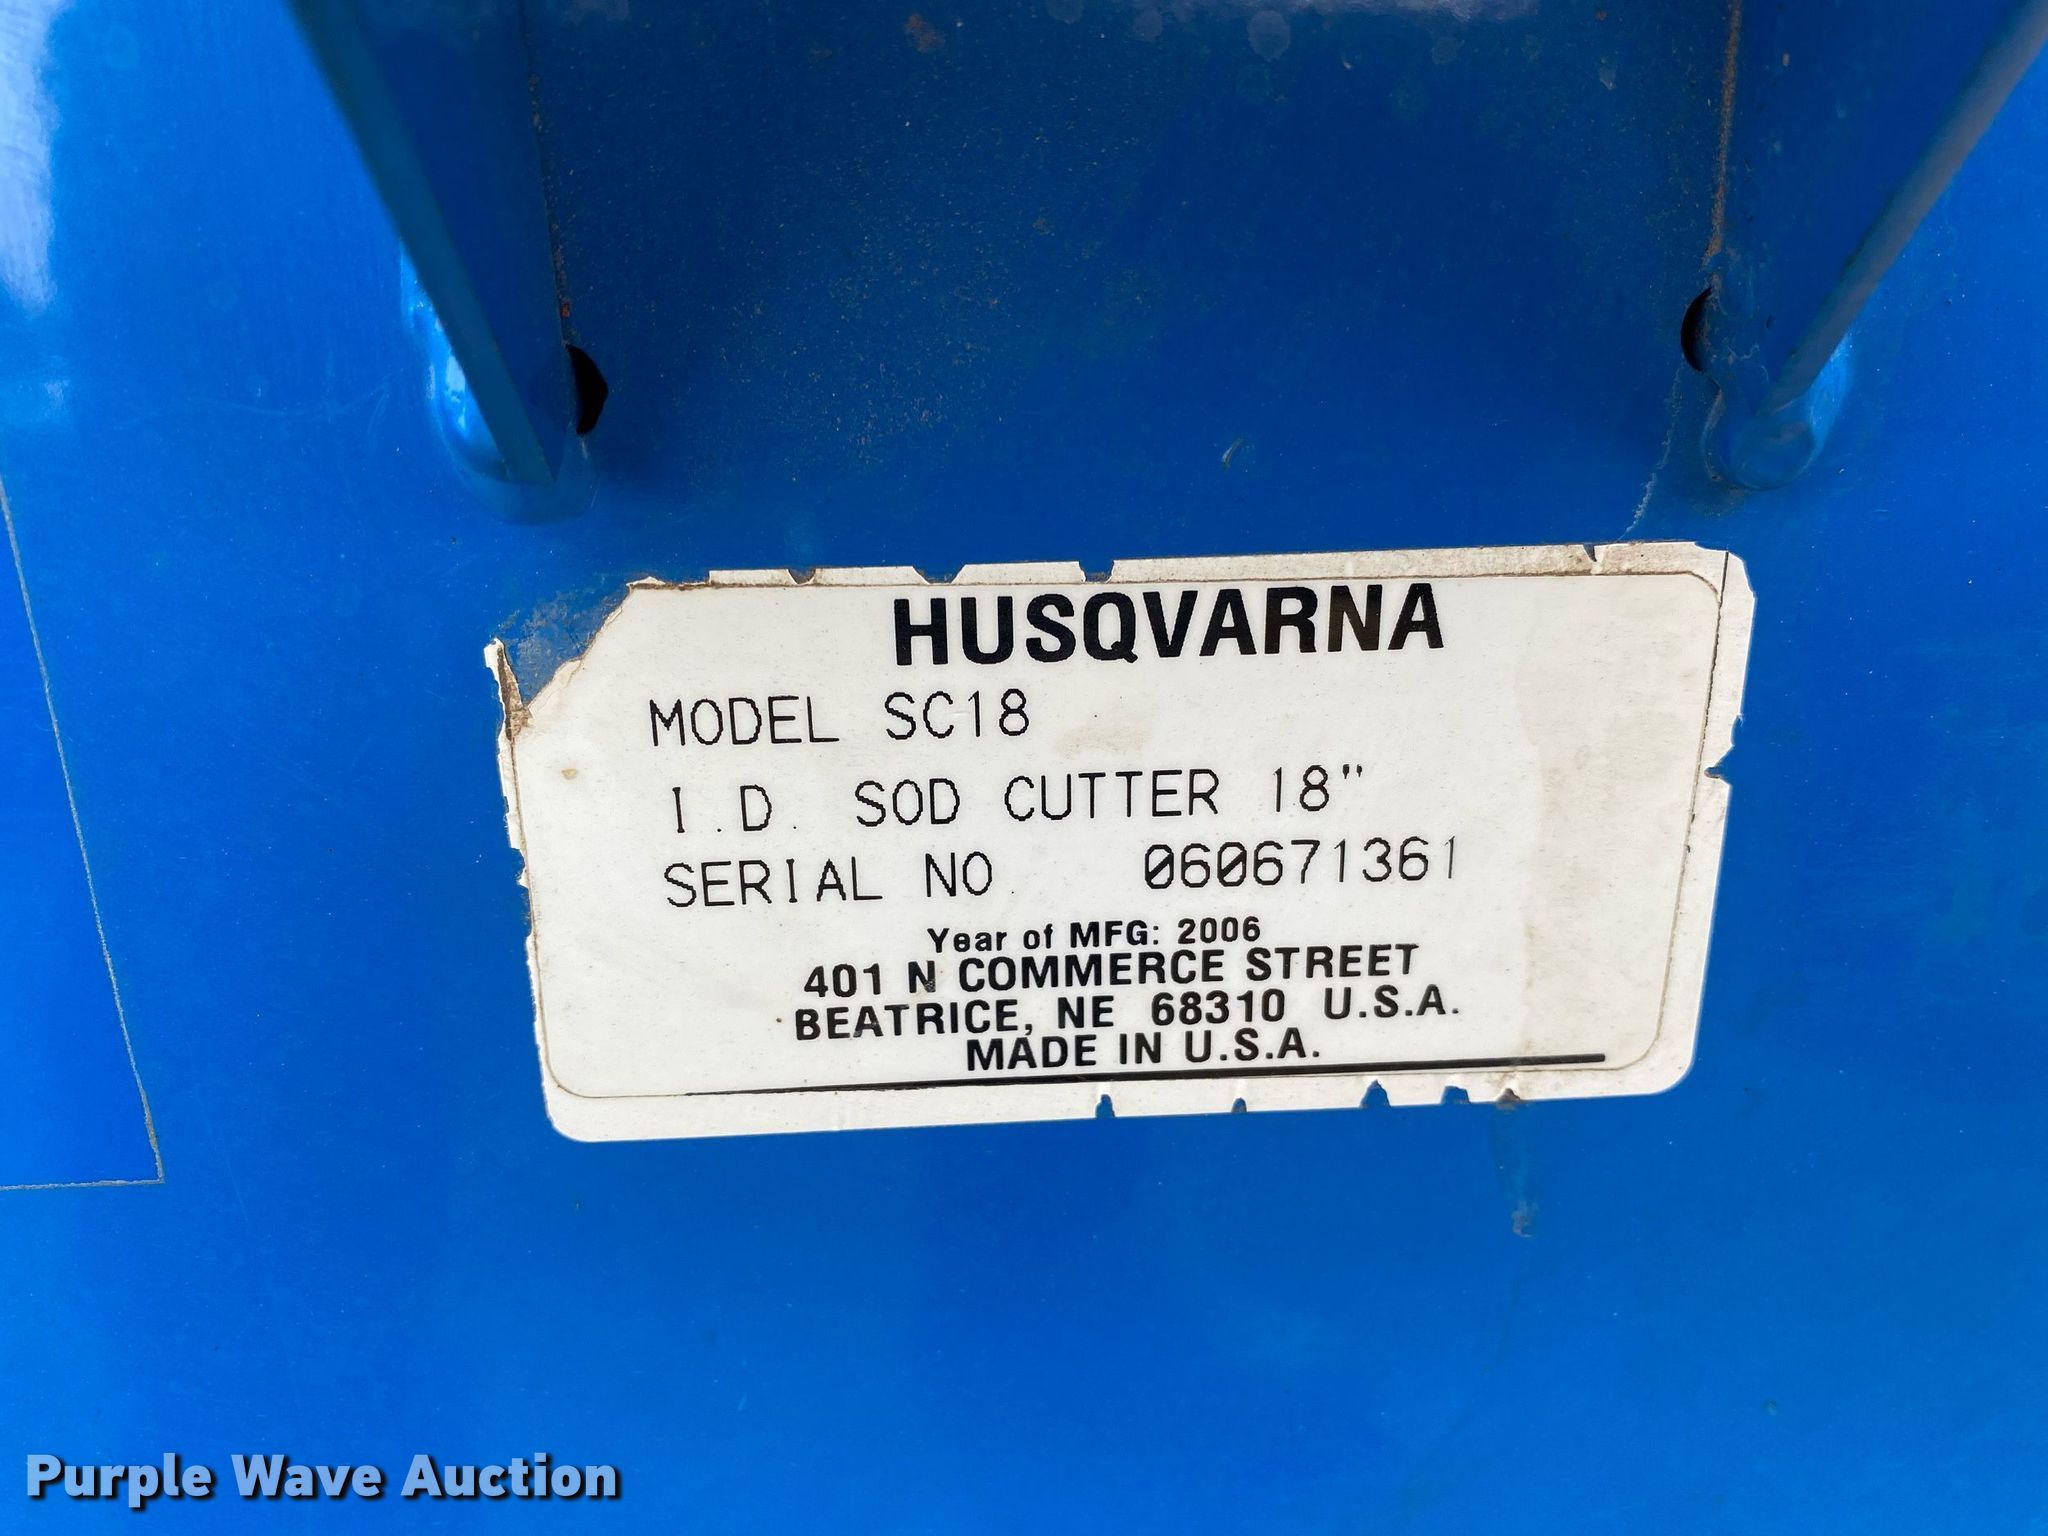 HUSQVARNA
MODEL SC18
I.D. SOD CUTTER 18"
SERIAL NO. 060671361
Year of MFG: 2006
401 N COMMERCE STREET
BEATRICE, NE 68310 U.S.A.
MADE IN U.S.A.
Purple Wave Auction